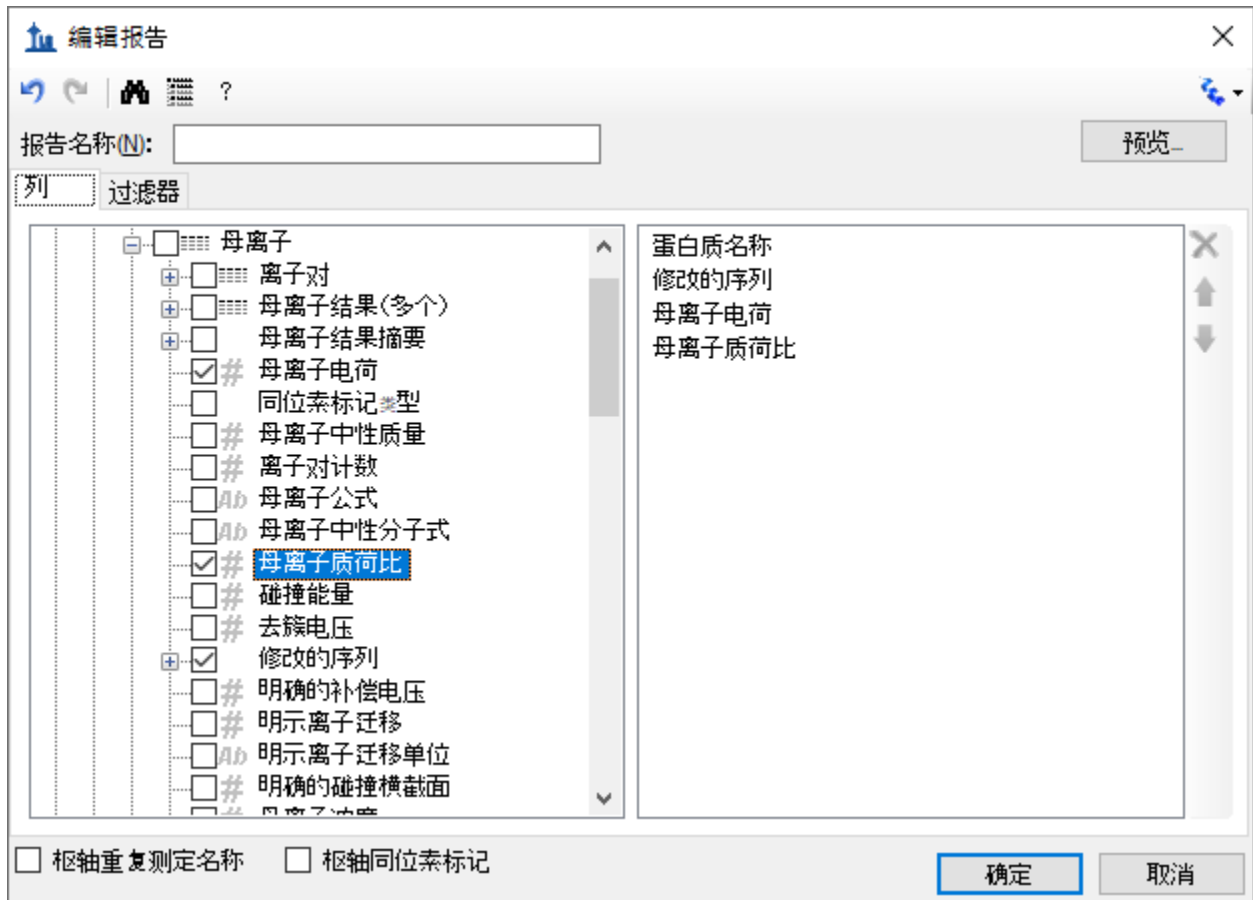 编辑报告
?
报告名称(N):
预览...
列
过滤器
母离子
离子对
母离子结果(多个)
母离子结果摘要
# 母离子电荷
同位素标记类型
# 母离子中性质量
# 离子对计数
Ab 母离子公式
Ab 母离子中性分子式
# 母离子质荷比
# 碰撞能量
# 去簇电压
修改的序列
# 明确的补偿电压
# 明示离子迁移
Ab 明示离子迁移单位
# 明确的碰撞横截面
蛋白质名称
修改的序列
母离子电荷
母离子质荷比
枢轴重复测定名称
枢轴同位素标记
确定
取消